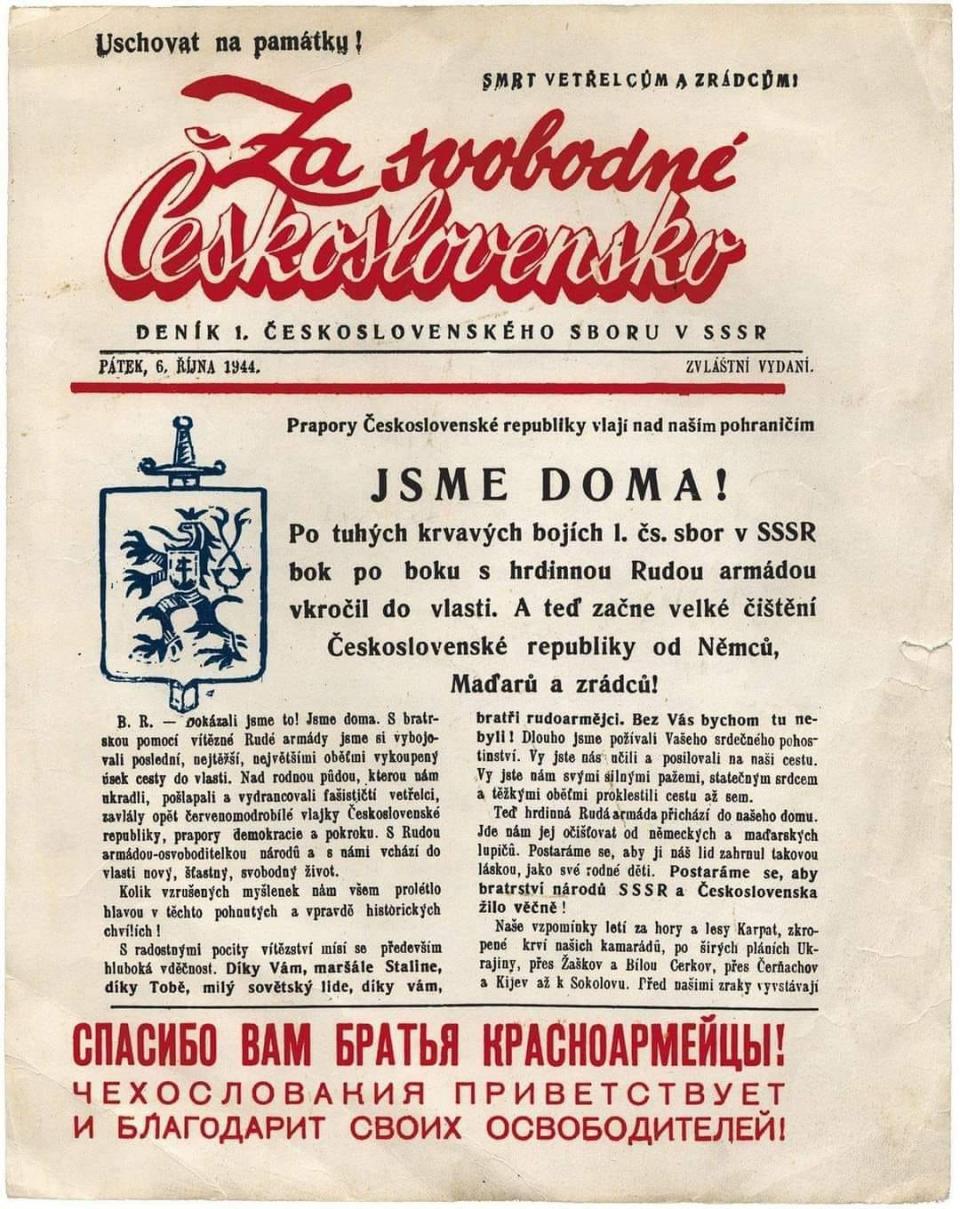 Uschovat na památku!
SMRT VETŘELCŮM A ZRÁDCŮM!
Za svobodné
Československo
DENÍK 1. ČESKOSLOVENSKÉHO SBORU V SSSR
PÁTEK, 6. ŘÍJNA 1944.
ZVLÁŠTNÍ VYDANÍ.
Prapory Československé republiky vlají nad naším pohraničím
JSME DOMA!
Po tuhých krvavých bojích I. čs. sbor v SSSR
bok po boku s hrdinnou Rudou armádou
vkročil do vlasti. A teď začne velké čištění
Československé republiky od Němců,
Maďarů a zrádců!
B. R. — Dokázali jsme to! Jsme doma. S bratr-
skou pomocí vítězné Rudé armády jsme si vybojo-
vali poslední, nejtěžší, největšími oběťmi vykoupený
úsek cesty do vlasti. Nad rodnou půdou, kterou nám
ukradli, pošlapali a vydrancovali fašističtí vetřelci,
zavlály opět červenomodrobílé vlajky Československé
republiky, prapory demokracie a pokroku. S Rudou
armádou-osvoboditelkou národů a s námi vchází do
vlasti nový, šťastný, svobodný život.
Kolik vzrušených myšlenek nám všem prolétlo
hlavou v těchto pohnutých a vpravdě historických
chvílích!
S radostnými pocity vítězství mísí se především
hluboká vděčnost. Díky Vám, maršále Staline,
díky Tobě, milý sovětský lide, díky vám,
bratři rudoarmějci. Bez Vás bychom tu ne-
byli! Dlouho jsme požívali Vašeho srdečného pohos-
tinství. Vy jste nás učili a posilovali na naši cestu.
Vy jste nám svými silnými pažemi, statečným srdcem
a těžkými oběťmi proklestili cestu až sem.
Teď hrdinná Rudá armáda přichází do našeho domu.
Jde nám jej očišťovat od německých a maďarských
lupičů. Postaráme se, aby ji náš lid zahrnul takovou
láskou, jako své rodné děti. Postaráme se, aby
bratrství národů SSSR a Československa
žilo věčně!
Naše vzpomínky letí za hory a lesy Karpat, zkro-
pené krví našich kamarádů, po širých pláních Uk-
rajiny, přes Žaškov a Bílou Cerkov, přes Čerňachov
a Kijev až k Sokolovu. Před našimi zraky vyvstávají
СПАСИБО ВАМ БРАТЬЯ КРАСНОАРМЕЙЦЫ!
ЧЕХОСЛОВАКИЯ ПРИВЕТСТВУЕТ
И БЛАГОДАРИТ СВОИХ ОСВОБОДИТЕЛЕЙ!